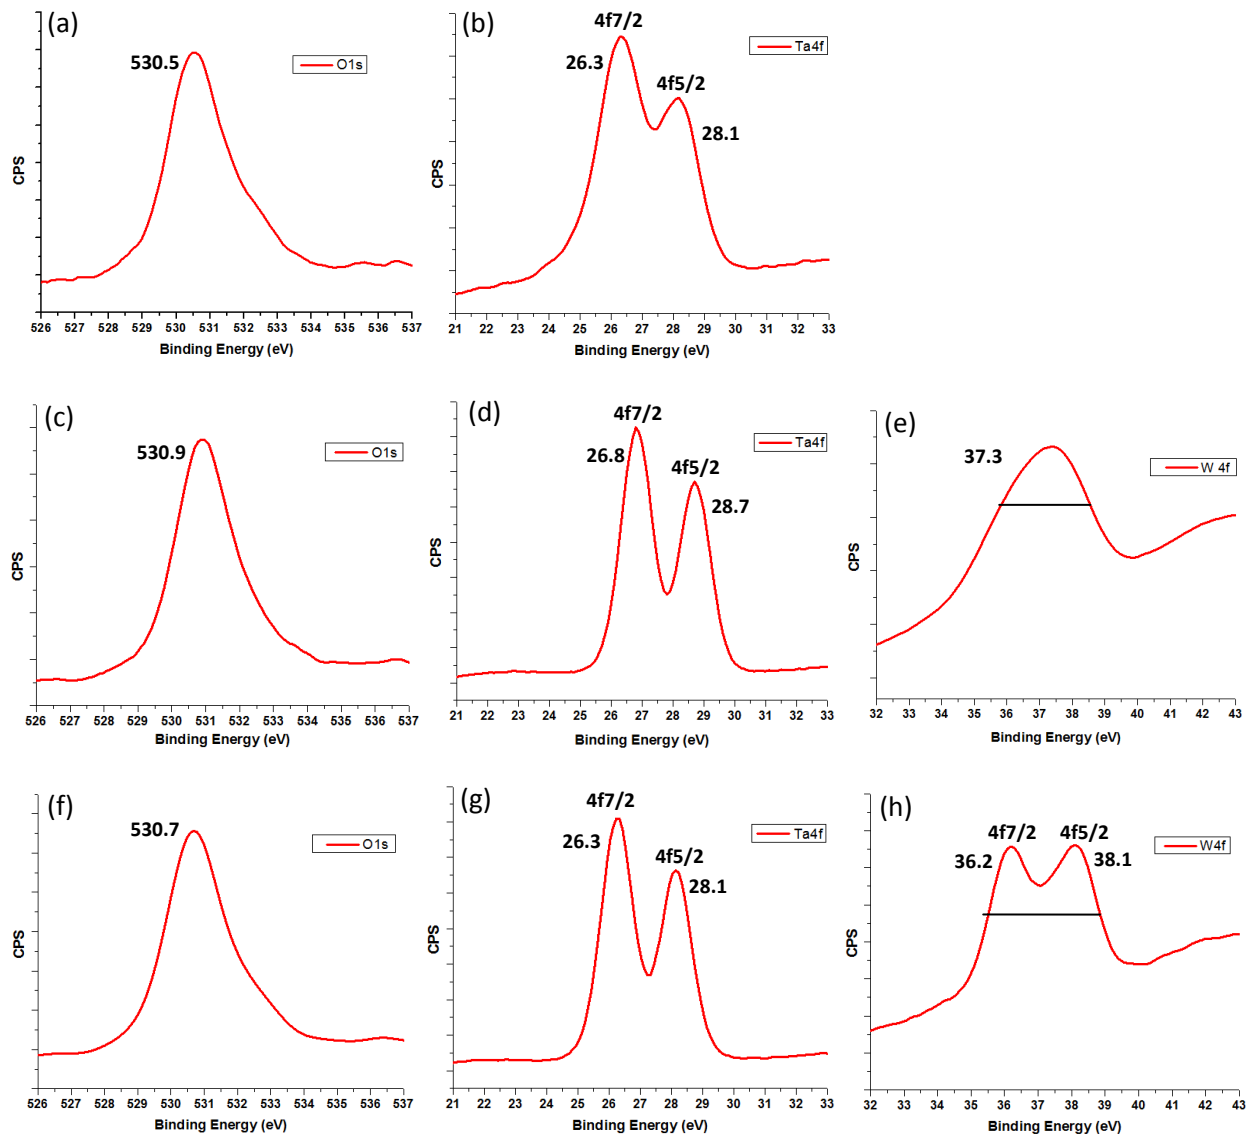 (a)
530.5
O1s
CPS
526 527 528 529 530 531 532 533 534 535 536 537
Binding Energy (eV)
(b)
4f7/2
26.3
4f5/2
28.1
Ta4f
CPS
21 22 23 24 25 26 27 28 29 30 31 32 33
Binding Energy (eV)
(c)
530.9
O1s
CPS
526 527 528 529 530 531 532 533 534 535 536 537
Binding Energy (eV)
(d)
4f7/2
26.8
4f5/2
28.7
Ta4f
CPS
21 22 23 24 25 26 27 28 29 30 31 32 33
Binding Energy (eV)
(e)
37.3
W 4f
CPS
32 33 34 35 36 37 38 39 40 41 42 43
Binding Energy (eV)
(f)
530.7
O1s
CPS
526 527 528 529 530 531 532 533 534 535 536 537
Binding Energy (eV)
(g)
4f7/2
26.3
4f5/2
28.1
Ta4f
CPS
21 22 23 24 25 26 27 28 29 30 31 32 33
Binding Energy (eV)
(h)
4f7/2 4f5/2
36.2 38.1
W4f
CPS
32 33 34 35 36 37 38 39 40 41 42 43
Binding Energy (eV)